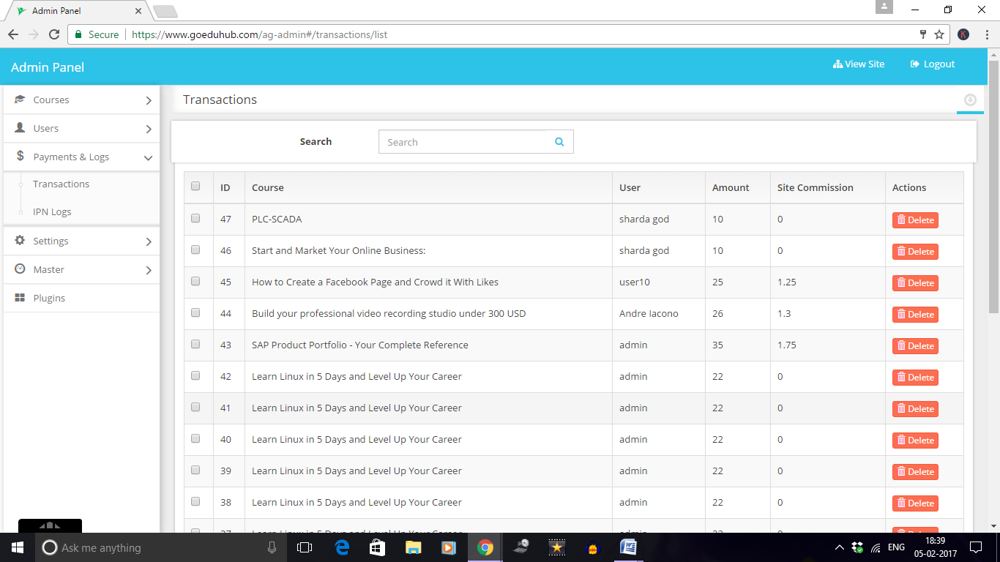 Admin Panel
Secure https://www.goeduhub.com/ag-admin#/transactions/list
K
Admin Panel View Site Logout
Courses
Users
Payments & Logs
Transactions
IPN Logs
Settings
Master
Plugins
Transactions
Search Search
ID Course User Amount Site Commission Actions
47 PLC-SCADA sharda god 10 0 Delete
46 Start and Market Your Online Business: sharda god 10 0 Delete
45 How to Create a Facebook Page and Crowd it With Likes user10 25 1.25 Delete
44 Build your professional video recording studio under 300 USD Andre Iacono 26 1.3 Delete
43 SAP Product Portfolio - Your Complete Reference admin 35 1.75 Delete
42 Learn Linux in 5 Days and Level Up Your Career admin 22 0 Delete
41 Learn Linux in 5 Days and Level Up Your Career admin 22 0 Delete
40 Learn Linux in 5 Days and Level Up Your Career admin 22 0 Delete
39 Learn Linux in 5 Days and Level Up Your Career admin 22 0 Delete
38 Learn Linux in 5 Days and Level Up Your Career admin 22 0 Delete
Ask me anything
ENG
18:39
05-02-2017